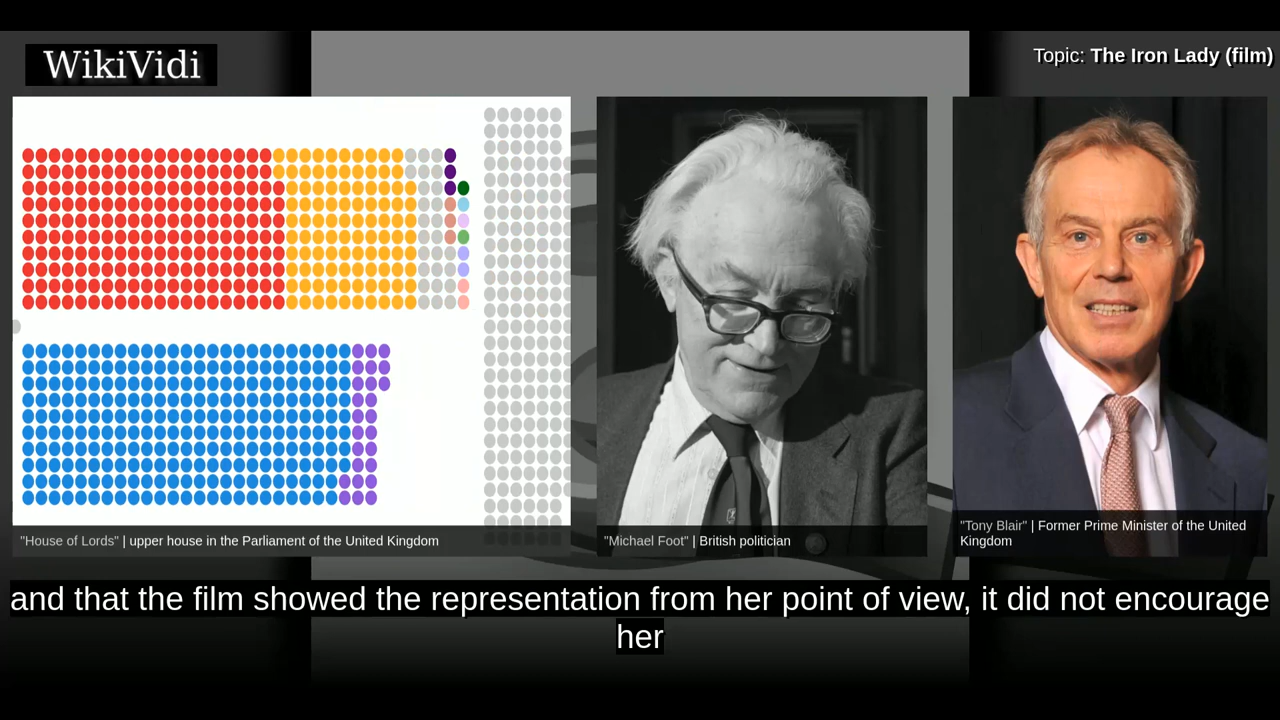 WikiVidi
Topic: The Iron Lady (film)
"House of Lords" | upper house in the Parliament of the United Kingdom
"Michael Foot" | British politician
"Tony Blair" | Former Prime Minister of the United
Kingdom
and that the film showed the representation from her point of view, it did not encourage
her